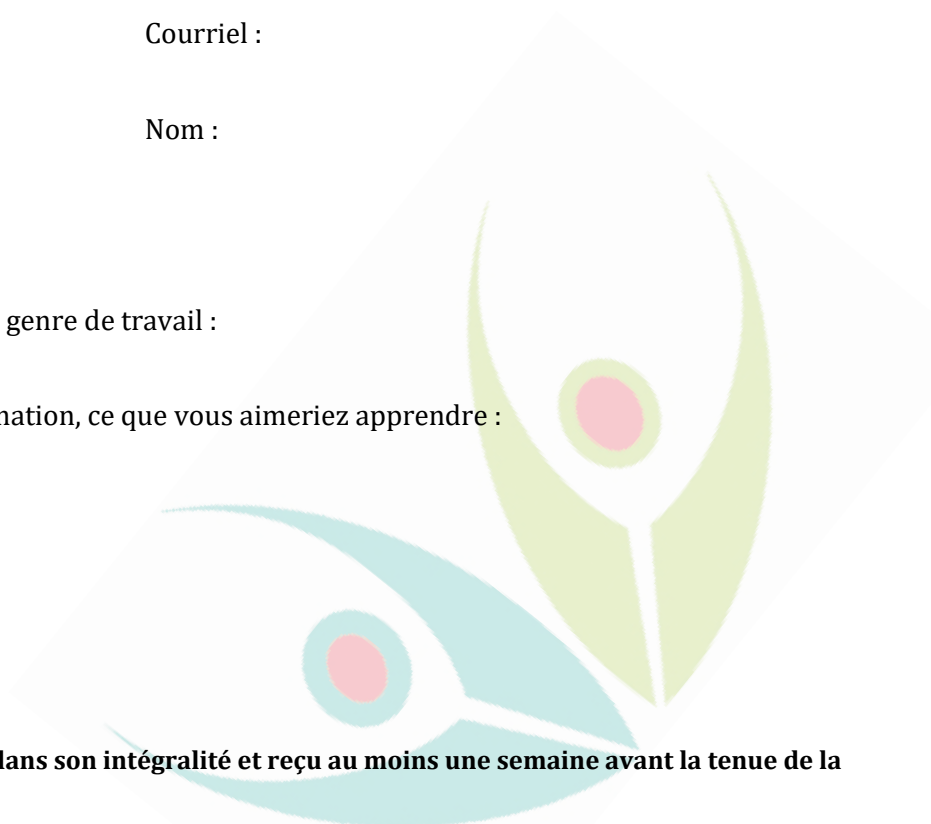 Courriel :
Nom :
genre de travail :
ce que vous aimeriez apprendre :
dans son intégralité et reçu au moins une semaine avant la tenue de la